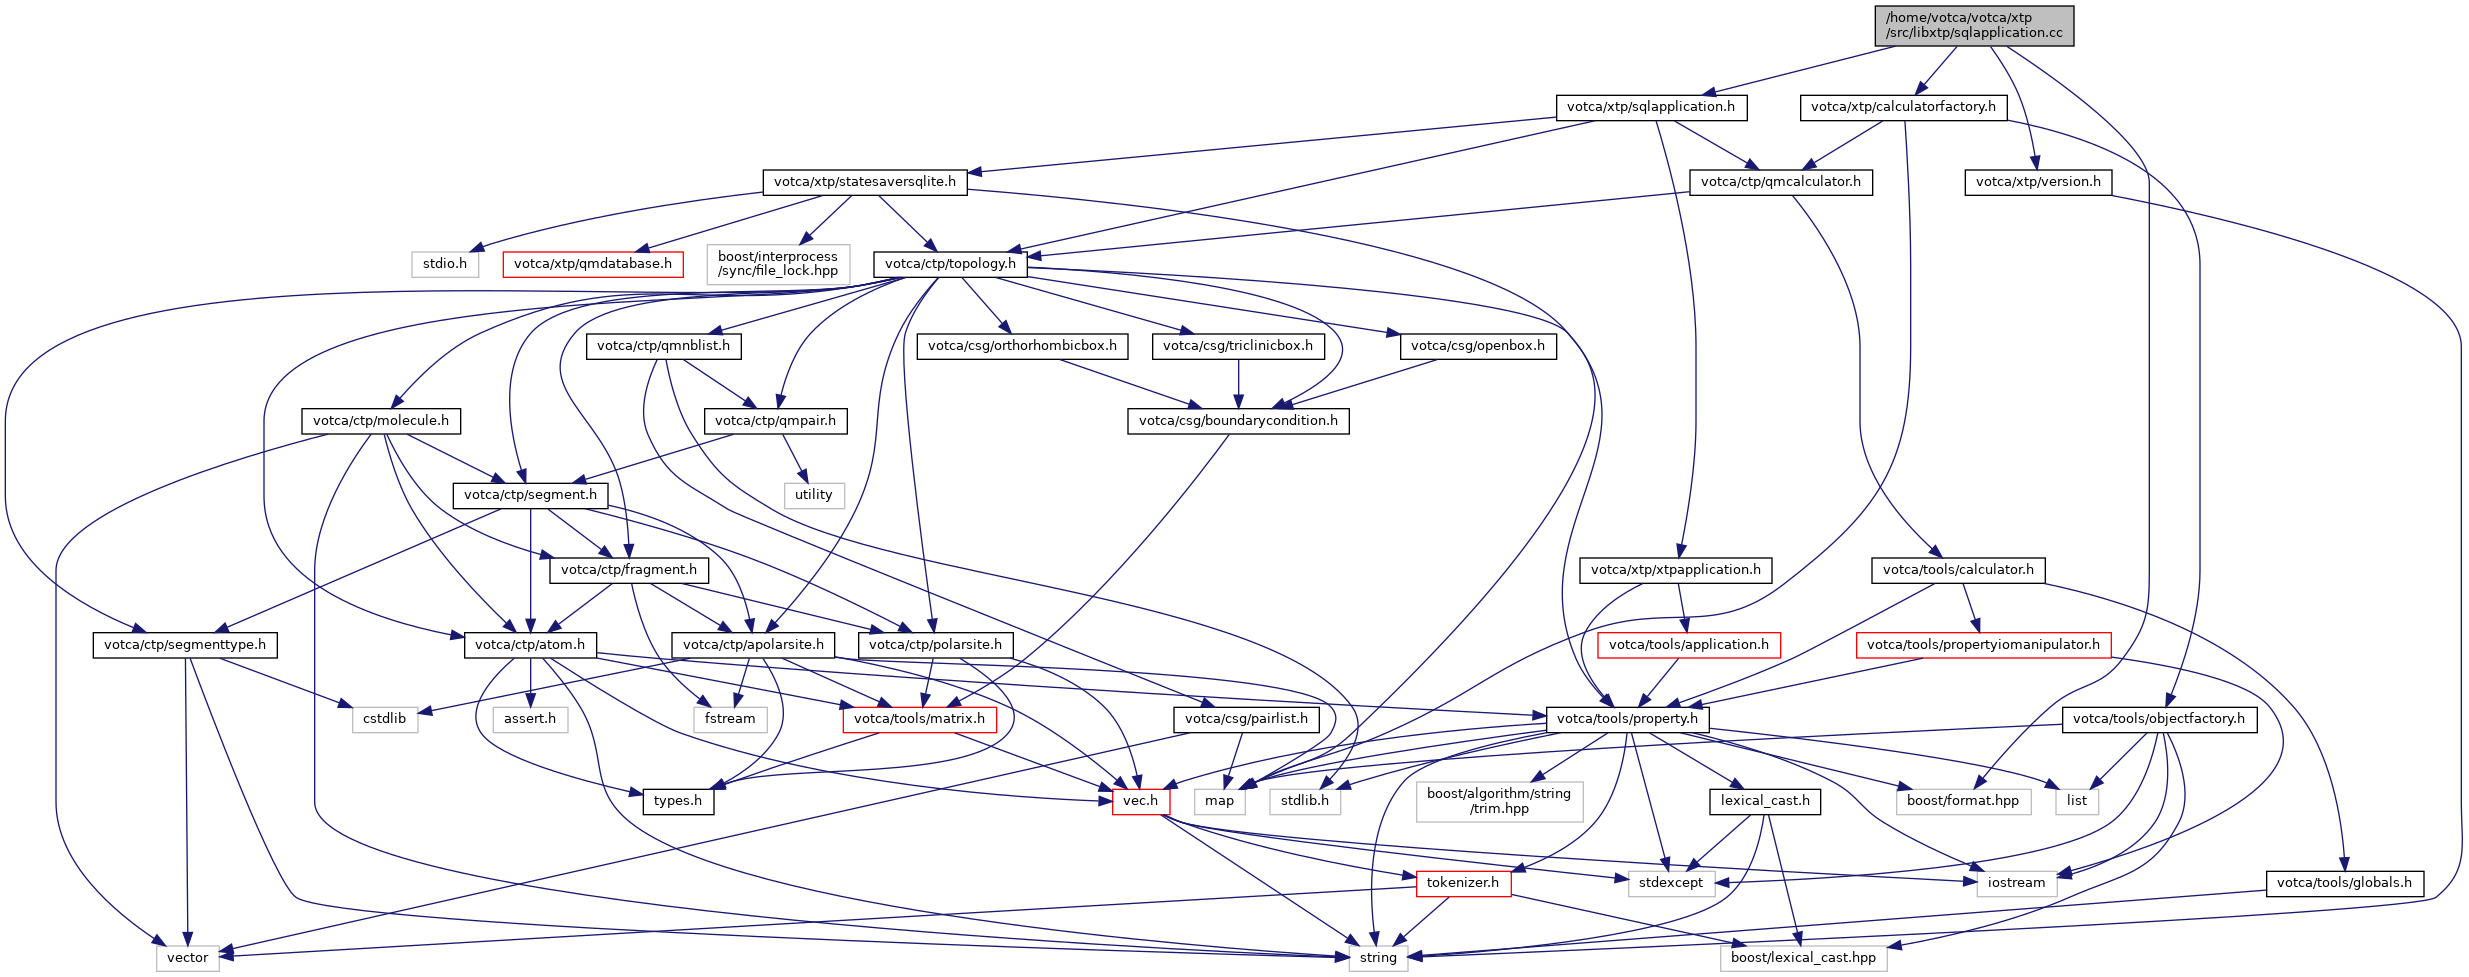 /home/votca/votca/xtp
/src/libxtp/sqlapplication.cc
votca/xtp/sqlapplication.h
votca/xtp/calculatorfactory.h
votca/xtp/statesaversqlite.h
votca/ctp/qmcalculator.h
votca/xtp/version.h
stdio.h
votca/xtp/qmdatabase.h
boost/interprocess
/sync/file_lock.hpp
votca/ctp/topology.h
votca/ctp/qmnblist.h
votca/csg/orthorhombicbox.h
votca/csg/triclinicbox.h
votca/csg/openbox.h
votca/ctp/molecule.h
votca/ctp/qmpair.h
votca/csg/boundarycondition.h
votca/ctp/segment.h
utility
votca/ctp/fragment.h
votca/xtp/xtpapplication.h
votca/tools/calculator.h
votca/ctp/segmenttype.h
votca/ctp/atom.h
votca/ctp/apolarsite.h
votca/ctp/polarsite.h
votca/tools/application.h
votca/tools/propertyiomanipulator.h
cstdlib
assert.h
fstream
votca/tools/matrix.h
votca/csg/pairlist.h
votca/tools/property.h
votca/tools/objectfactory.h
types.h
vec.h
map
stdlib.h
boost/algorithm/string
/trim.hpp
lexical_cast.h
boost/format.hpp
list
tokenizer.h
stdexcept
iostream
votca/tools/globals.h
vector
string
boost/lexical_cast.hpp